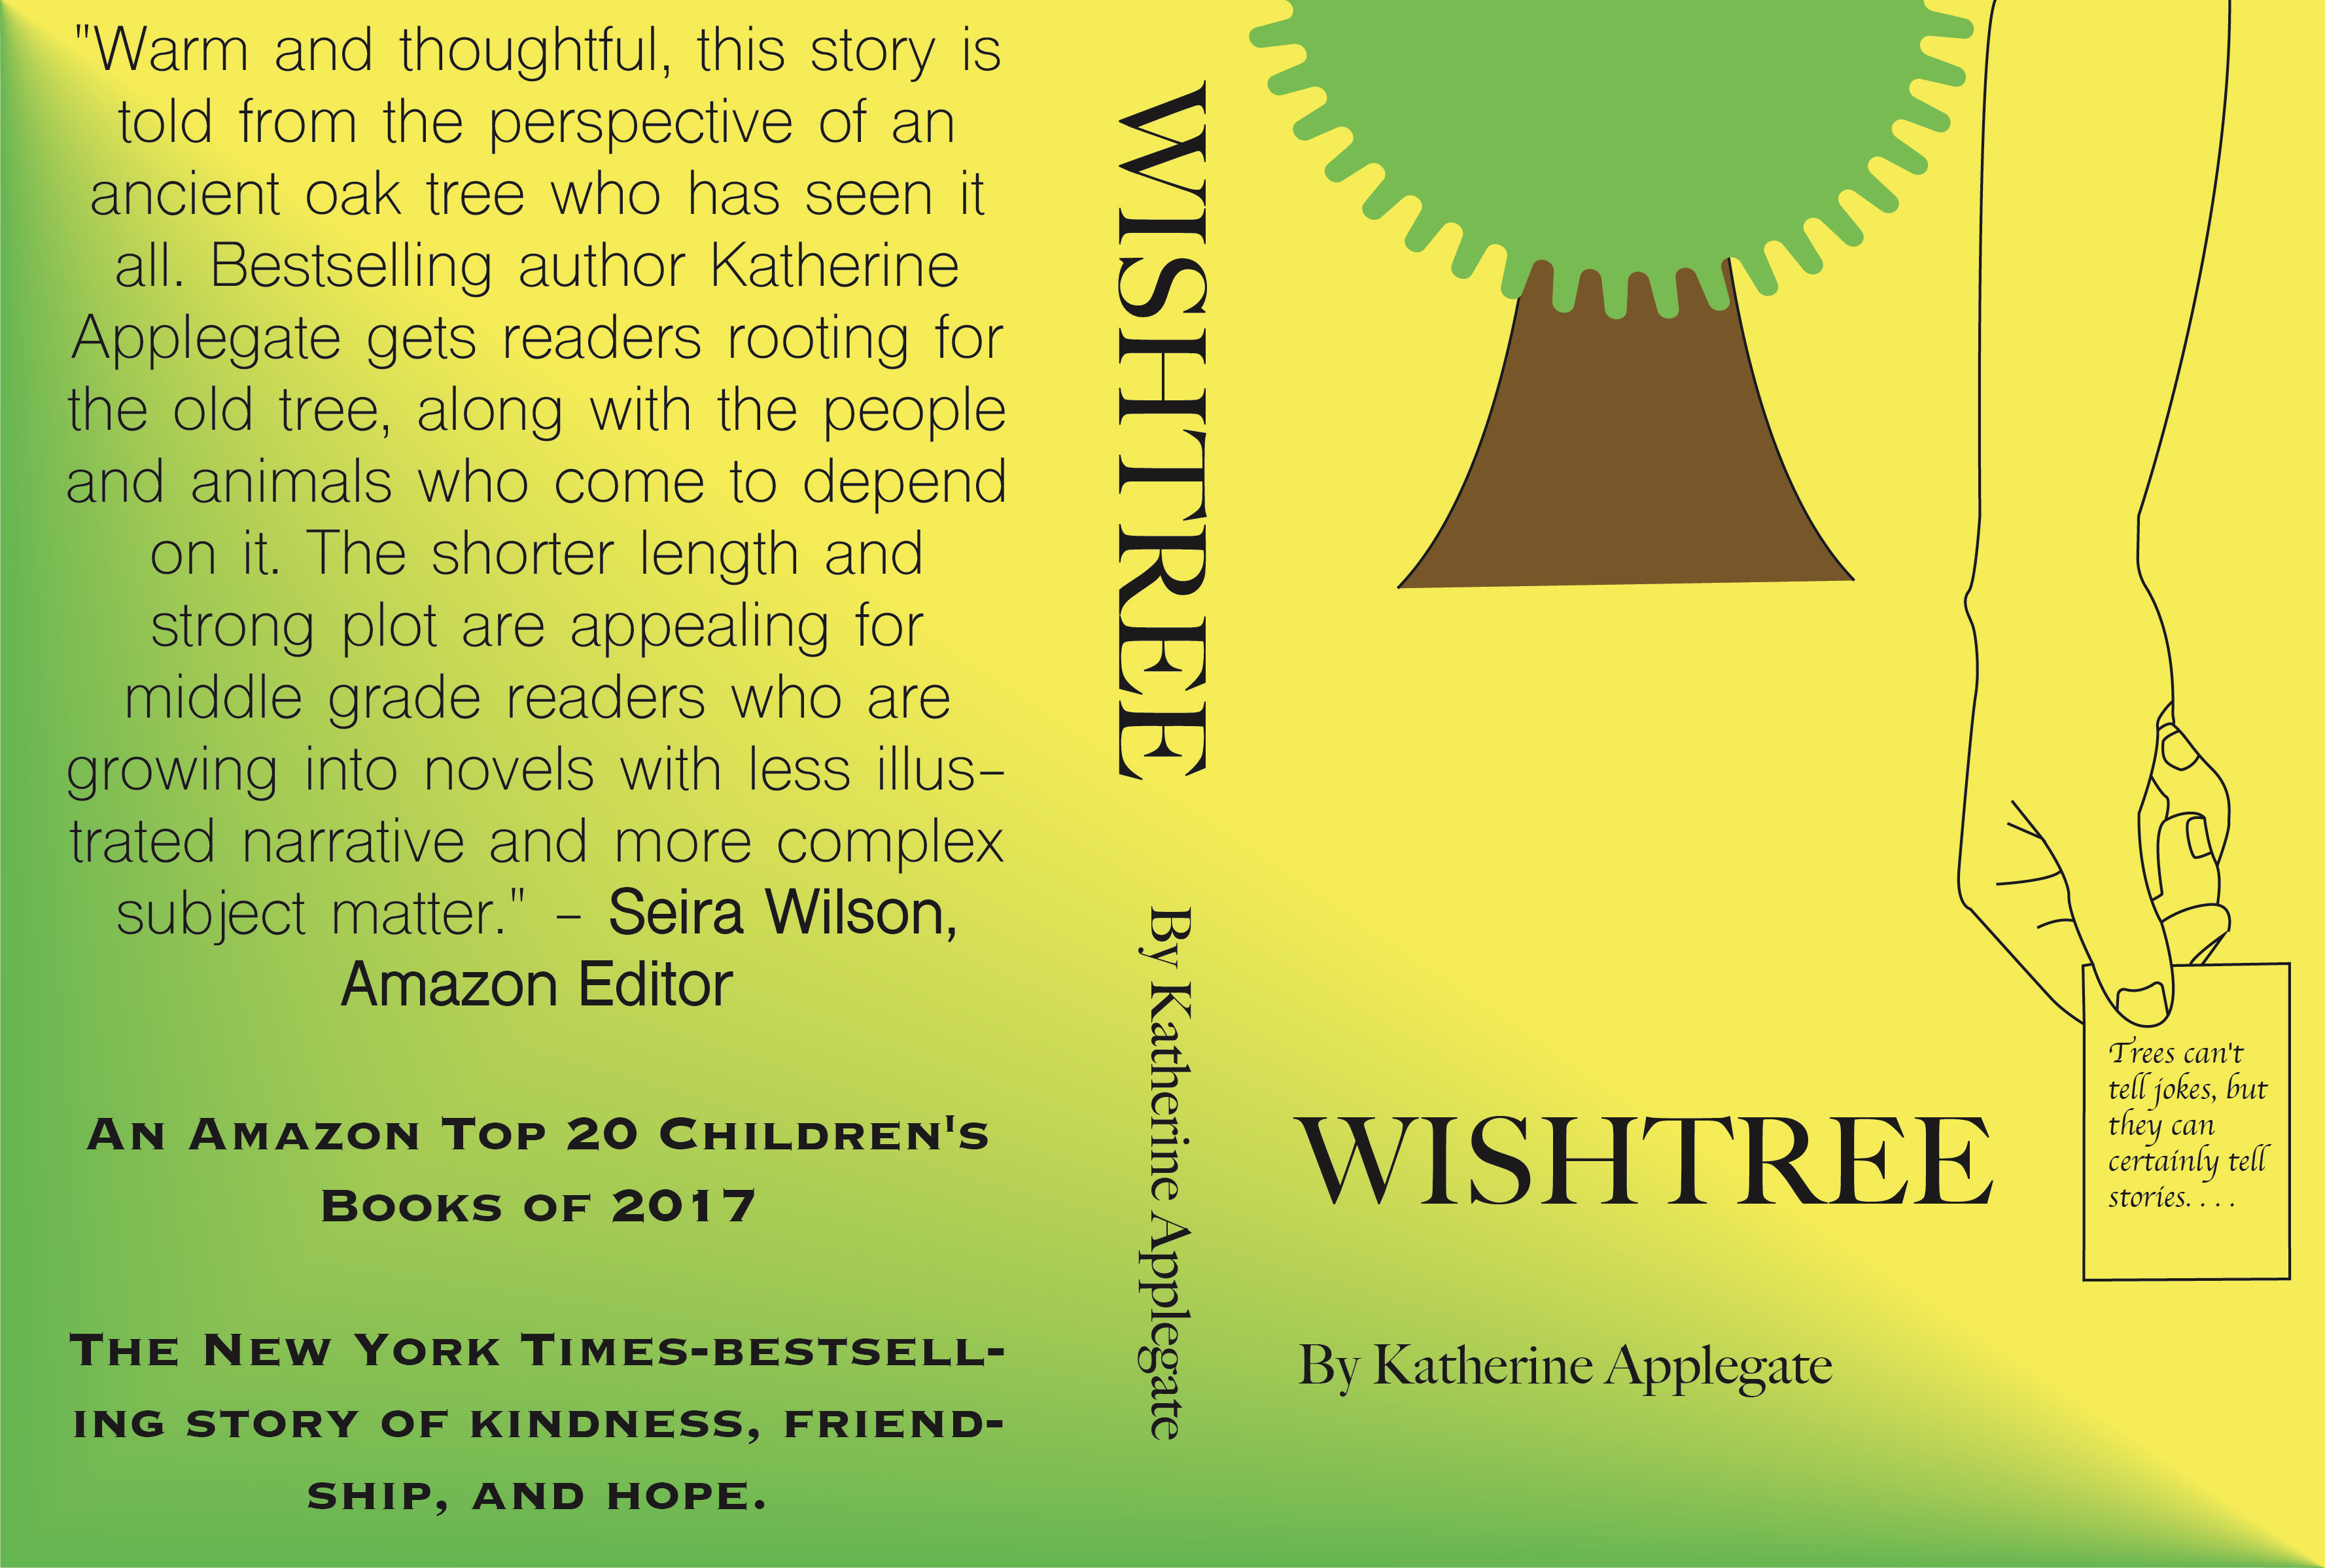 "Warm and thoughtful, this story is
told from the perspective of an
ancient oak tree who has seen it
all. Bestselling author Katherine
Applegate gets readers rooting for
the old tree, along with the people
and animals who come to depend
on it. The shorter length and
strong plot are appealing for
middle grade readers who are
growing into novels with less illus-
trated narrative and more complex
subject matter." - Seira Wilson,
Amazon Editor
An Amazon Top 20 Children's
Books of 2017
The New York Times-bestsell-
ing story of kindness, friend-
ship, and hope.
WISHTREE
By Katherine Applegate
Trees can't
tell jokes, but
they can
certainly tell
stories. . . .
WISHTREE
By Katherine Applegate